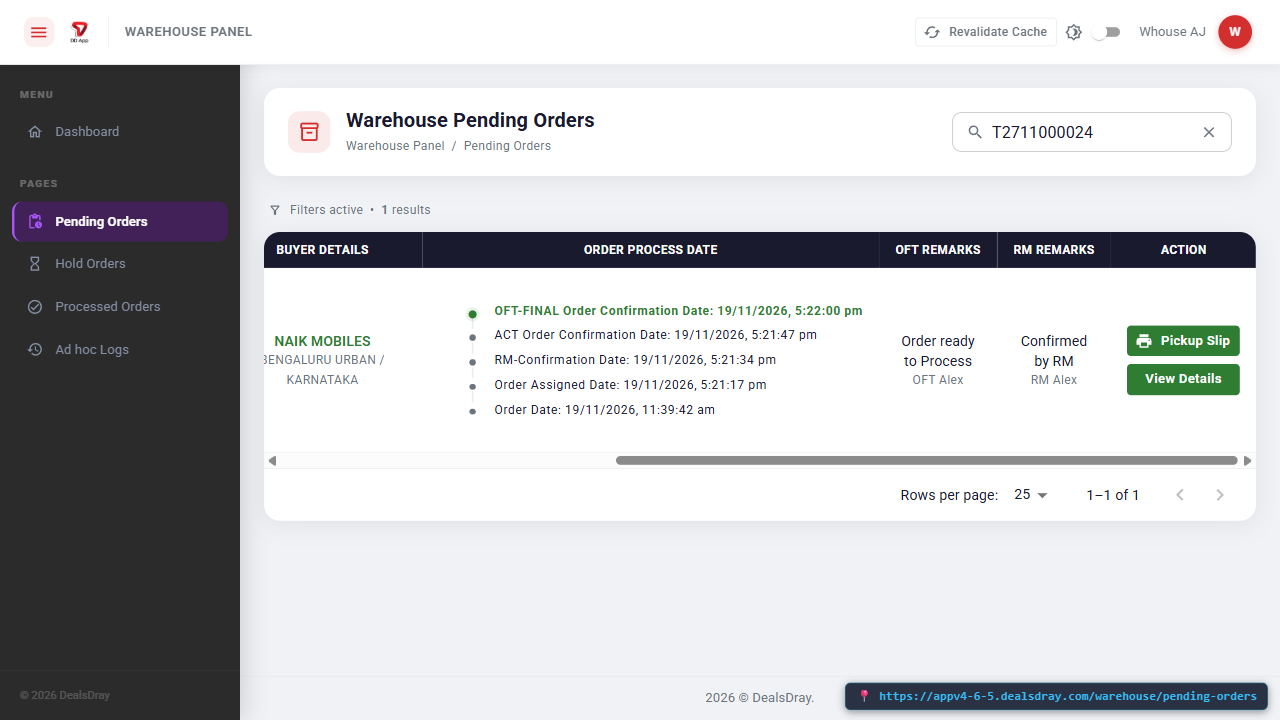 DD App
WAREHOUSE PANEL
Revalidate Cache
Whouse AJ
W
MENU
Dashboard
PAGES
Pending Orders
Hold Orders
Processed Orders
Ad hoc Logs
© 2026 DealsDray
Warehouse Pending Orders
Warehouse Panel / Pending Orders
T2711000024
Filters active • 1 results
BUYER DETAILS ORDER PROCESS DATE OFT REMARKS RM REMARKS ACTION
NAIK MOBILES
BENGALURU URBAN /
KARNATAKA
OFT-FINAL Order Confirmation Date: 19/11/2026, 5:22:00 pm
ACT Order Confirmation Date: 19/11/2026, 5:21:47 pm
RM-Confirmation Date: 19/11/2026, 5:21:34 pm
Order Assigned Date: 19/11/2026, 5:21:17 pm
Order Date: 19/11/2026, 11:39:42 am
Order ready
to Process
OFT Alex
Confirmed
by RM
RM Alex
Pickup Slip
View Details
Rows per page: 25 1–1 of 1
2026 © DealsDray.
https://appv4-6-5.dealsdray.com/warehouse/pending-orders